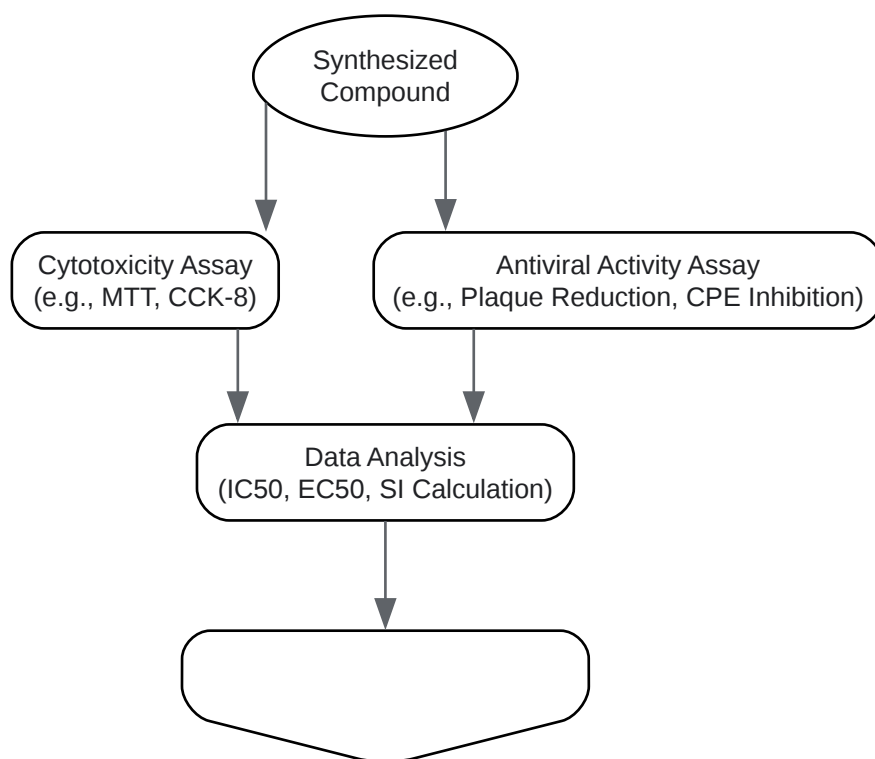 Synthesized
Compound
Cytotoxicity Assay
(e.g., MTT, CCK-8)
Antiviral Activity Assay
(e.g., Plaque Reduction, CPE Inhibition)
Data Analysis
(IC50, EC50, SI Calculation)